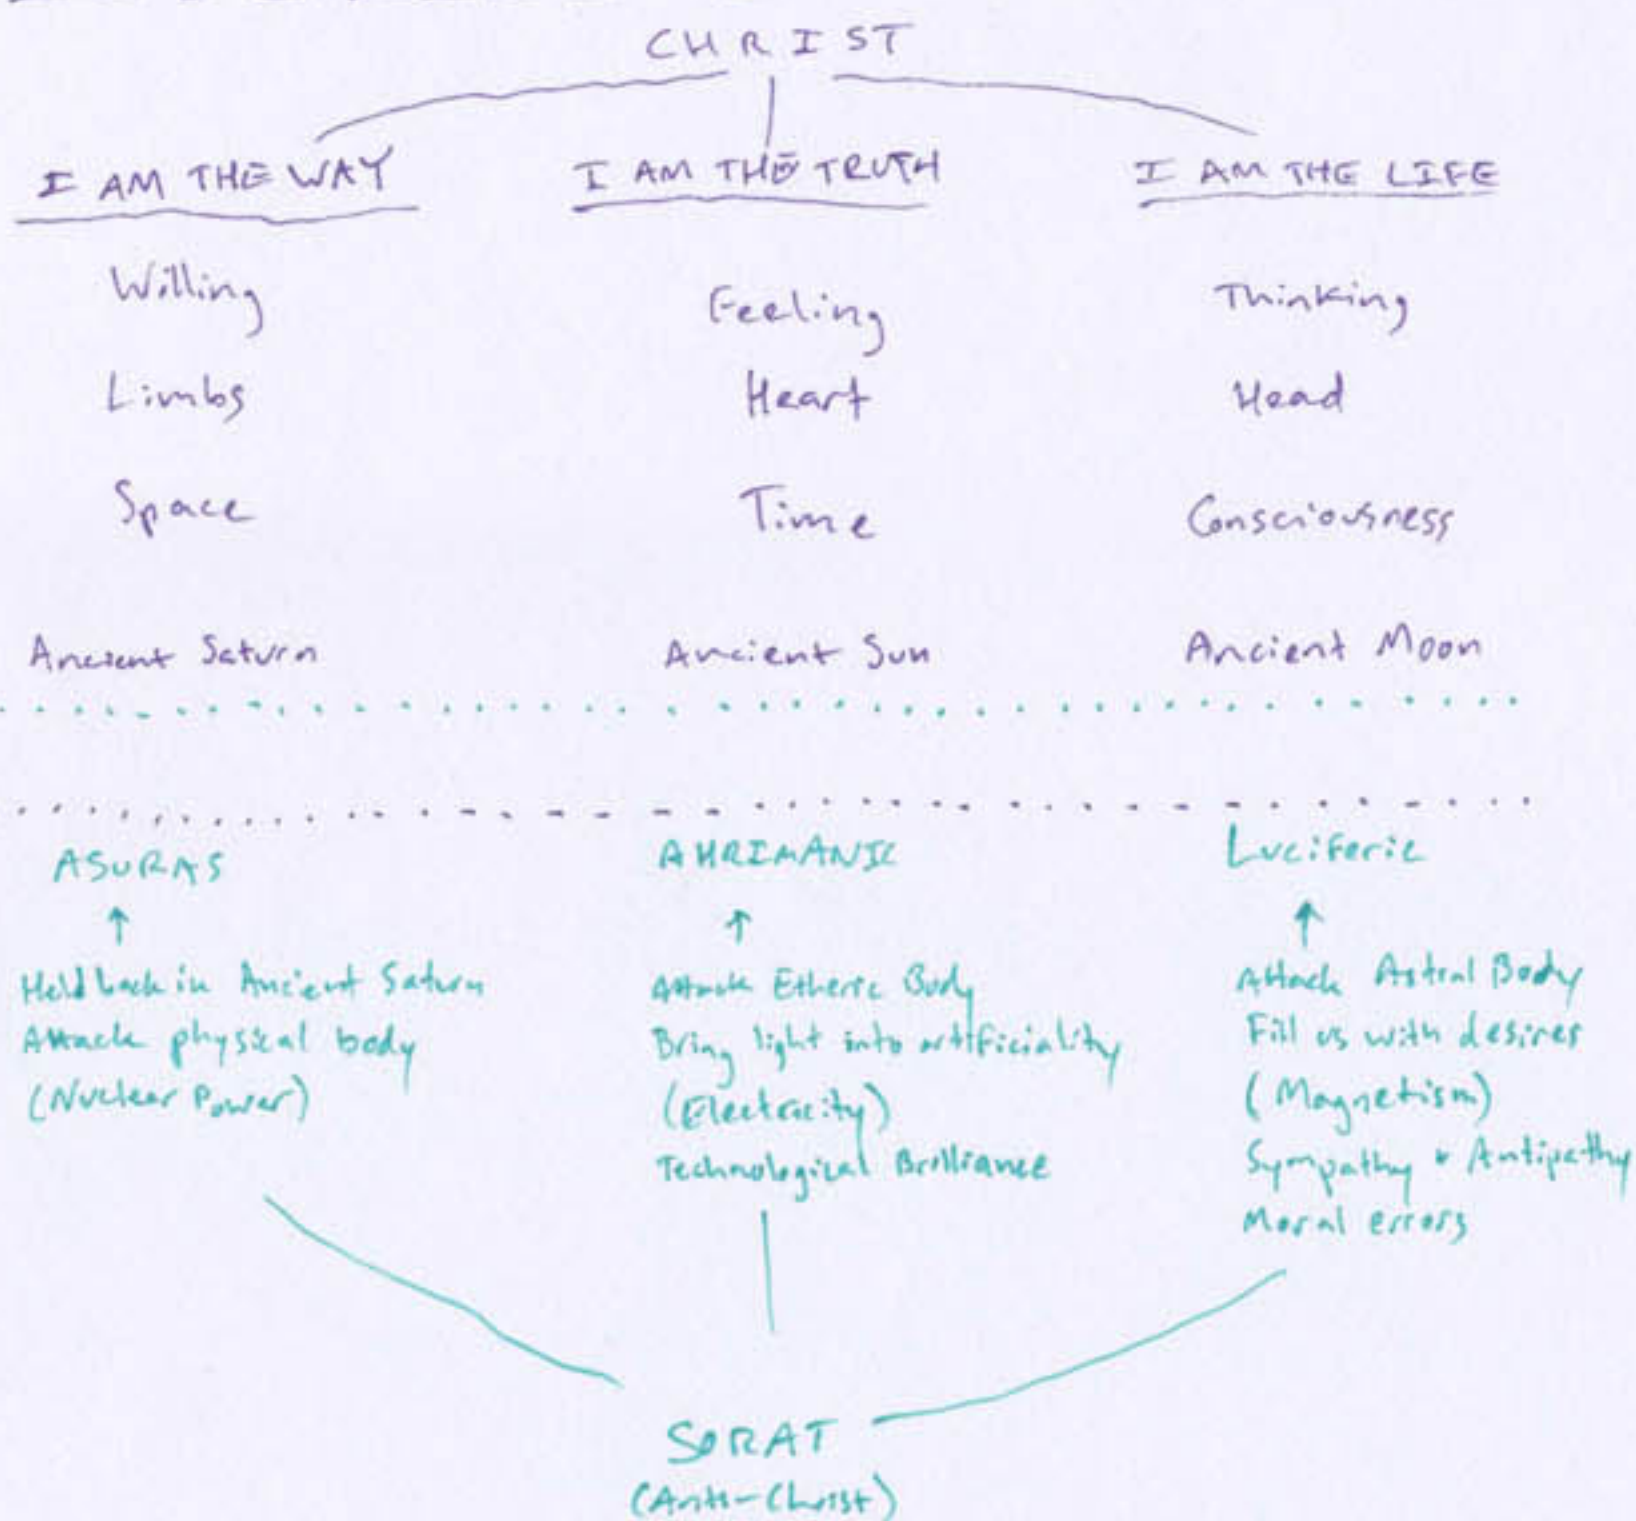 CHRIST
I AM THE WAY
I AM THE TRUTH
I AM THE LIFE
Willing
Feeling
Thinking
Limbs
Heart
Head
Space
Time
Consciousness
Ancient Saturn
Ancient Sun
Ancient Moon
ASURAS
AHRIMANIC
Luciferic
Held back in Ancient Saturn
Attack Etheric Body
Attack Astral Body
Attack physical body
Bring light into artificiality
Fill us with desires
(Nuclear Power)
(Electricity)
(Magnetism)
Technological Brilliance
Sympathy + Antipathy
Moral errors
SORAT
(Anti-Christ)